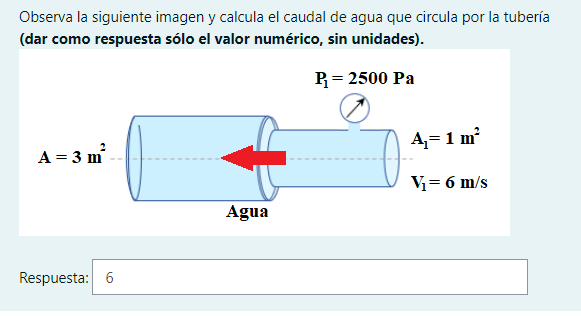 Observa la siguiente imagen y calcula el caudal de agua que circula por la tubería
(dar como respuesta sólo el valor numérico, sin unidades).
P₁ = 2500 Pa
A₁= 1 m²
A = 3 m²
V₁= 6 m/s
Agua
Respuesta: 6